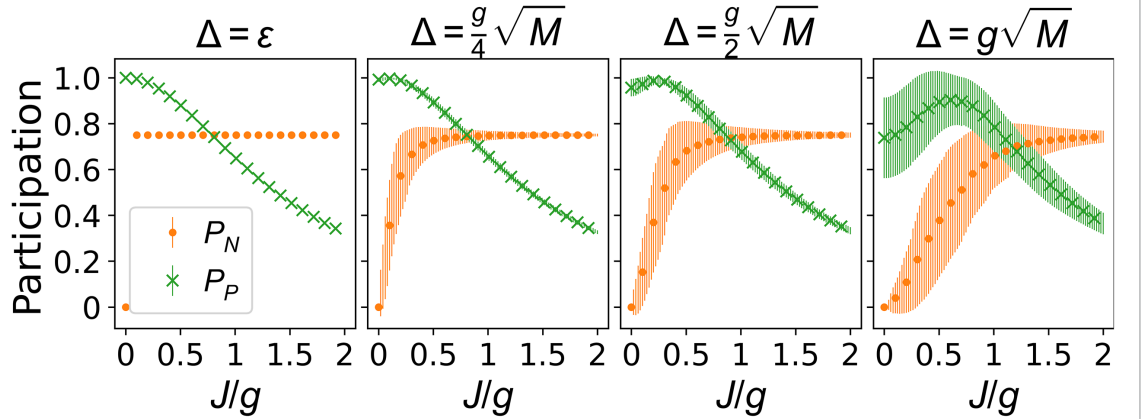 Δ = ε
Δ = g/4 √M
Δ = g/2 √M
Δ = g√M
Participation
1.0
0.8
0.6
0.4
0.2
0
P_N
P_P
0 0.5 1 1.5 2
0 0.5 1 1.5 2
0 0.5 1 1.5 2
0 0.5 1 1.5 2
J/g
J/g
J/g
J/g